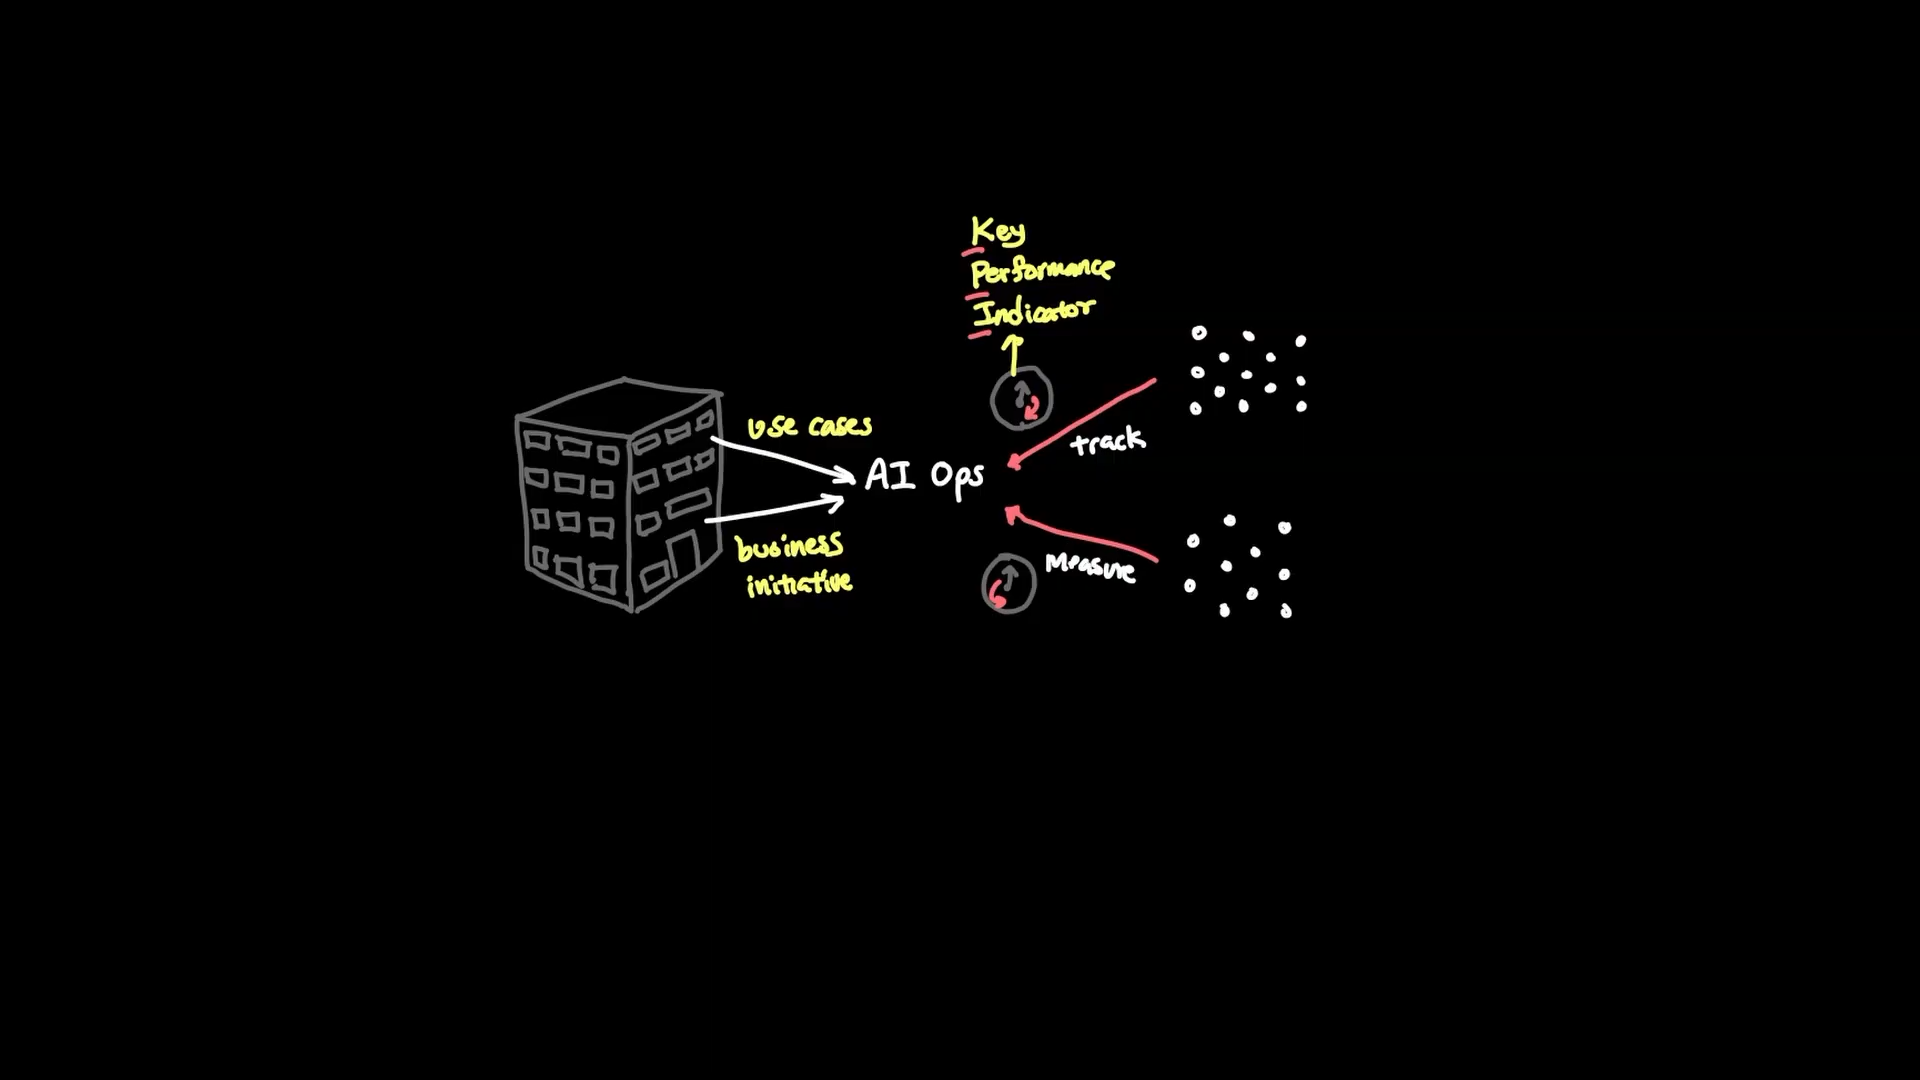 Key
Performance
Indicator
use cases
track
AI Ops
business
initiative
measure